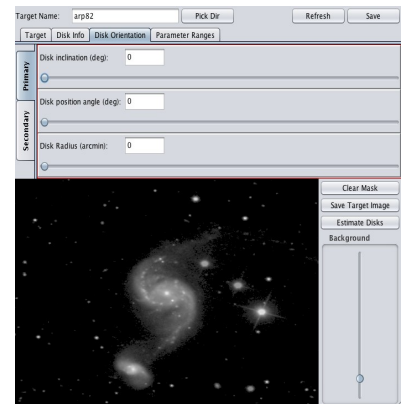 Target Name: arp82 Pick Dir Refresh Save
Target Disk Info Disk Orientation Parameter Ranges
Primary
Secondary
Disk inclination (deg): 0
Disk position angle (deg): 0
Disk Radius (arcmin): 0
Clear Mask
Save Target Image
Estimate Disks
Background